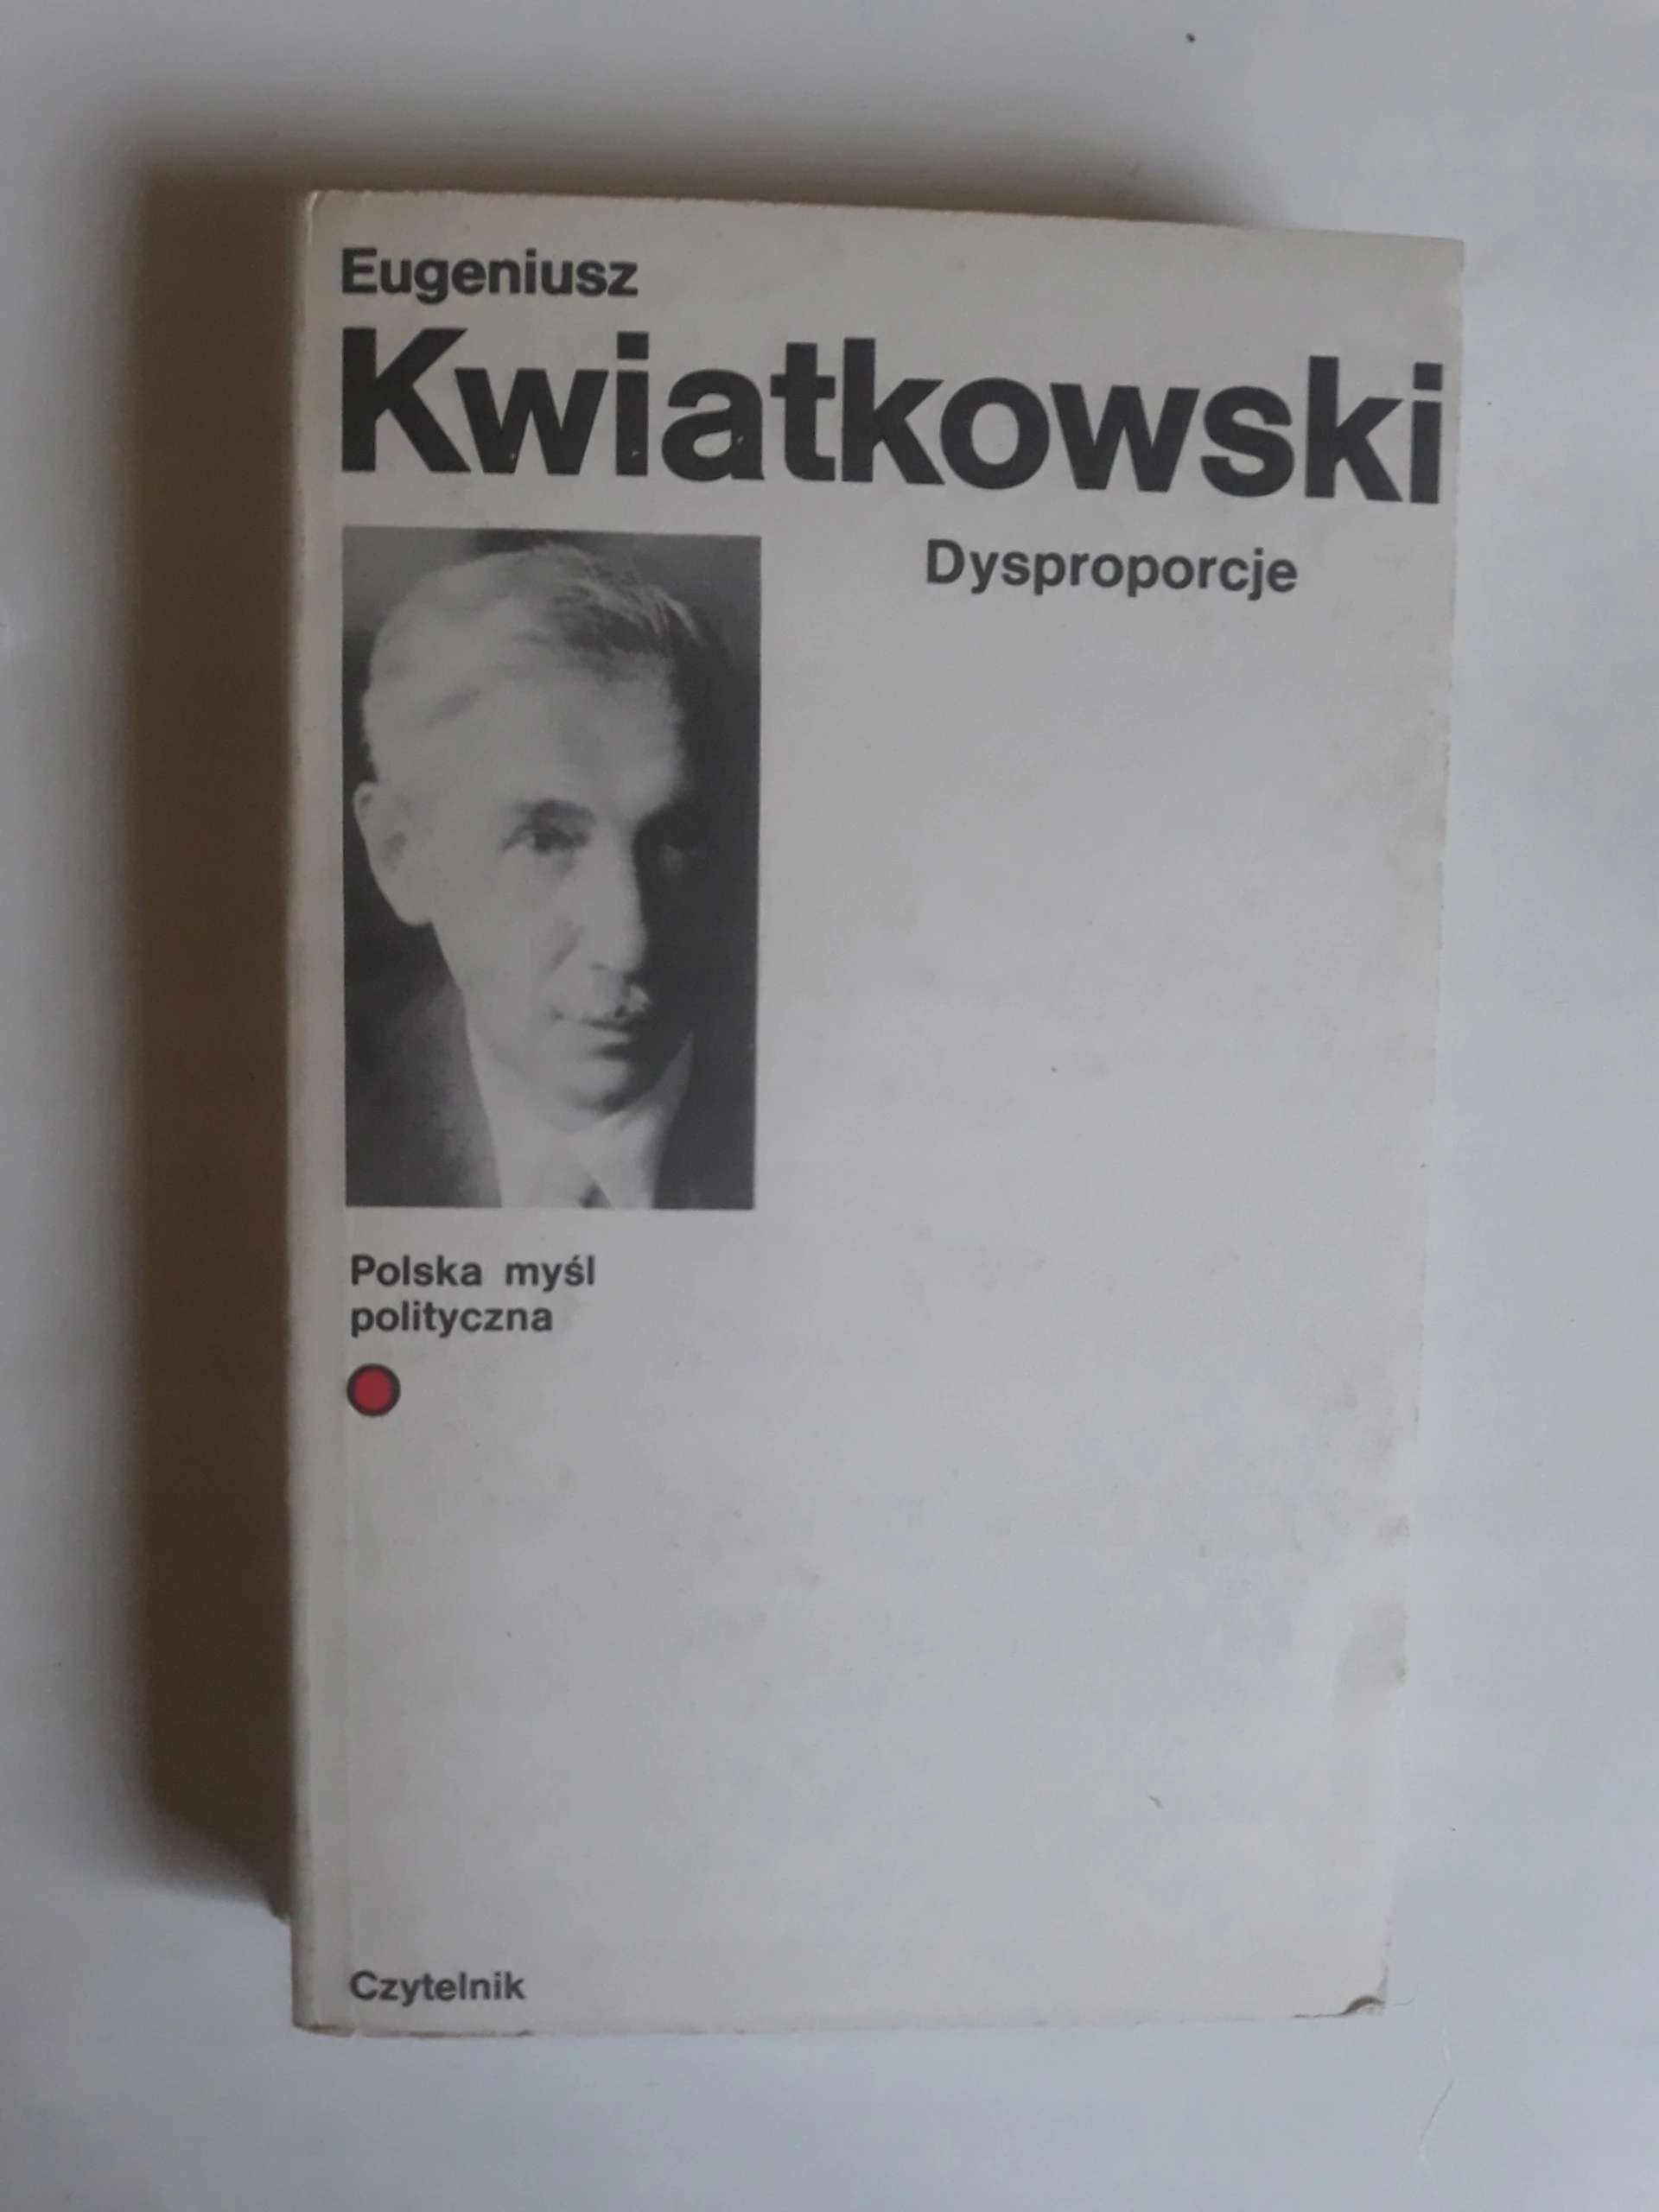 Eugeniusz
Kwiatkowski
Dysproporcje
Polska myśl
polityczna
Czytelnik